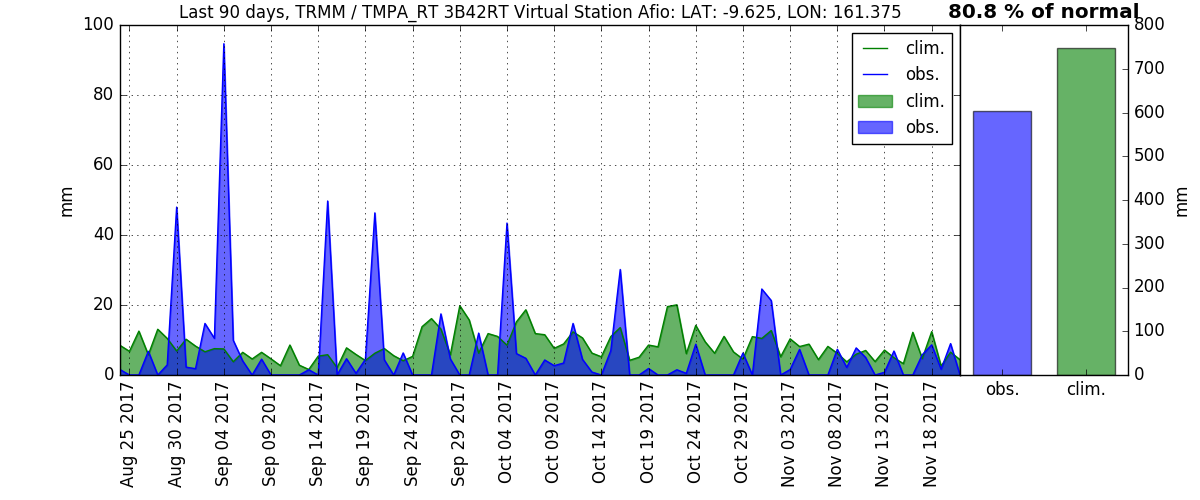 Last 90 days, TRMM / TMPA_RT 3B42RT Virtual Station Afio: LAT: -9.625, LON: 161.375
80.8 % of normal
100
80
60
40
20
0
mm
clim.
obs.
clim.
obs.
Aug 25 2017
Aug 30 2017
Sep 04 2017
Sep 09 2017
Sep 14 2017
Sep 19 2017
Sep 24 2017
Sep 29 2017
Oct 04 2017
Oct 09 2017
Oct 14 2017
Oct 19 2017
Oct 24 2017
Oct 29 2017
Nov 03 2017
Nov 08 2017
Nov 13 2017
Nov 18 2017
800
700
600
500
400
300
200
100
0
mm
obs.
clim.